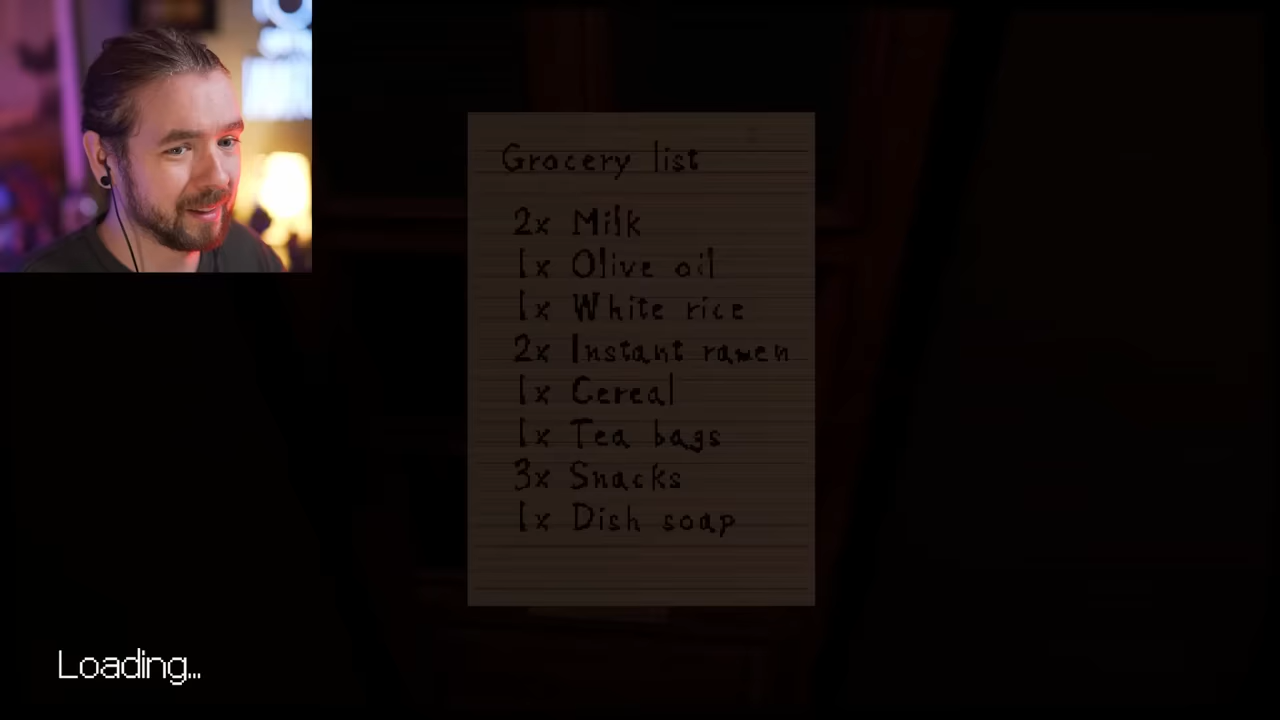 Grocery list
2x Milk
1x Olive oil
1x White rice
2x Instant ramen
1x Cereal
1x Tea bags
3x Snacks
1x Dish soap
Loading...